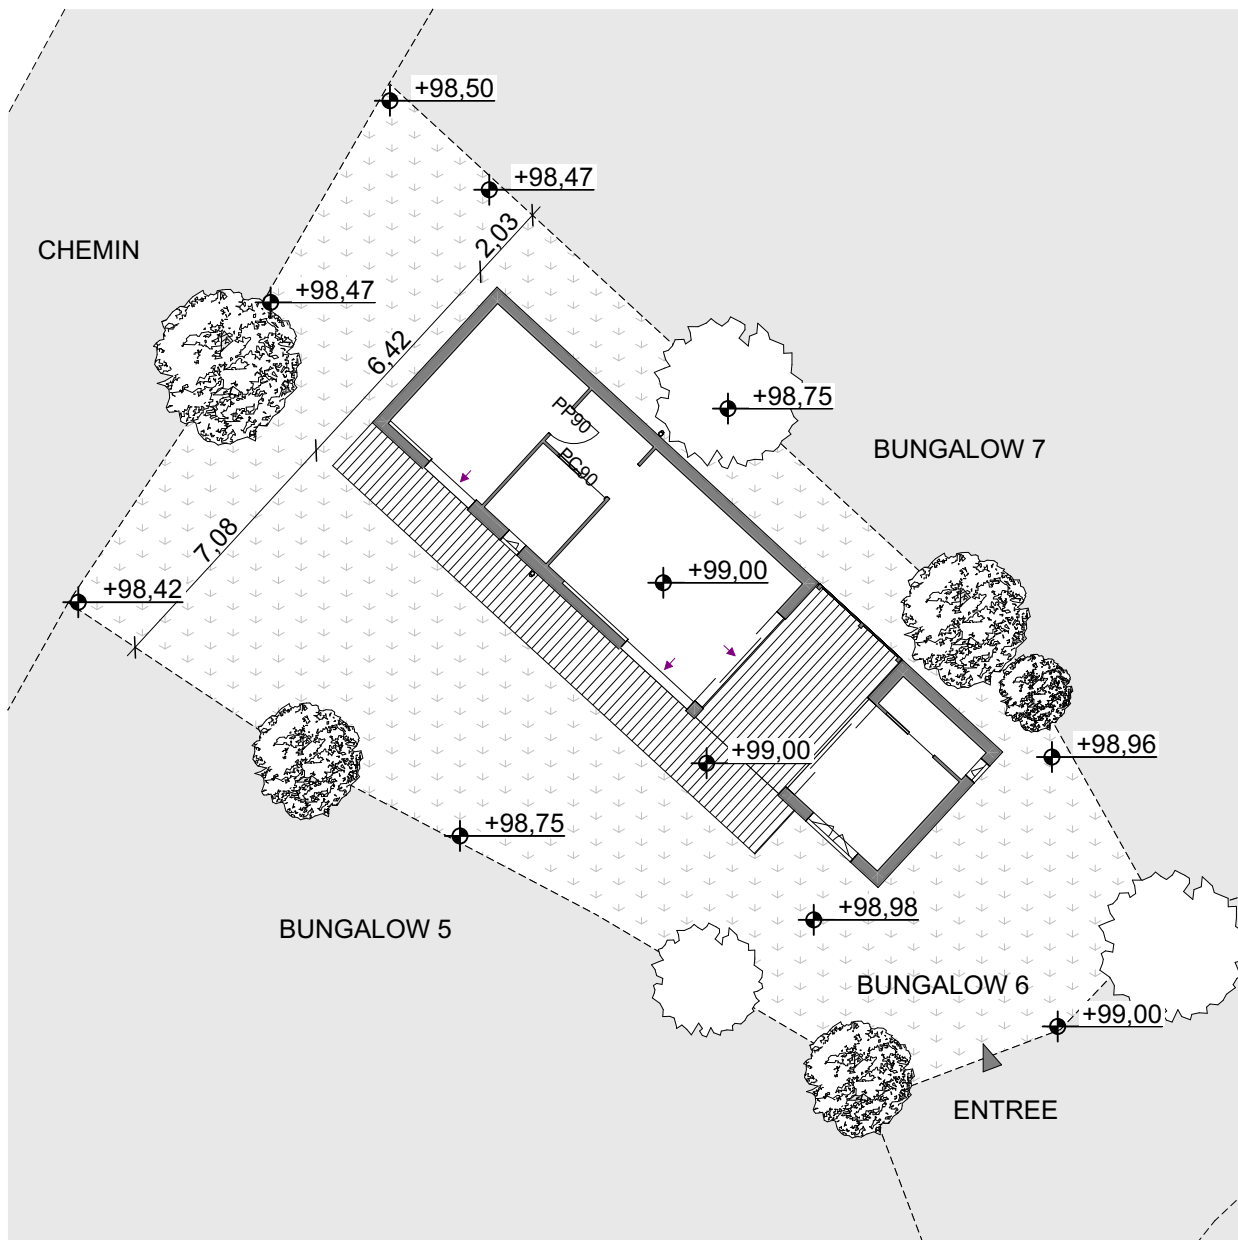 +98,50
+98,47
2,03
CHEMIN
+98,47
6,42
+98,75
PP90
BUNGALOW 7
PC90
7,08
+99,00
+98,42
+98,96
+99,00
+98,75
+98,98
BUNGALOW 5
BUNGALOW 6
+99,00
ENTREE